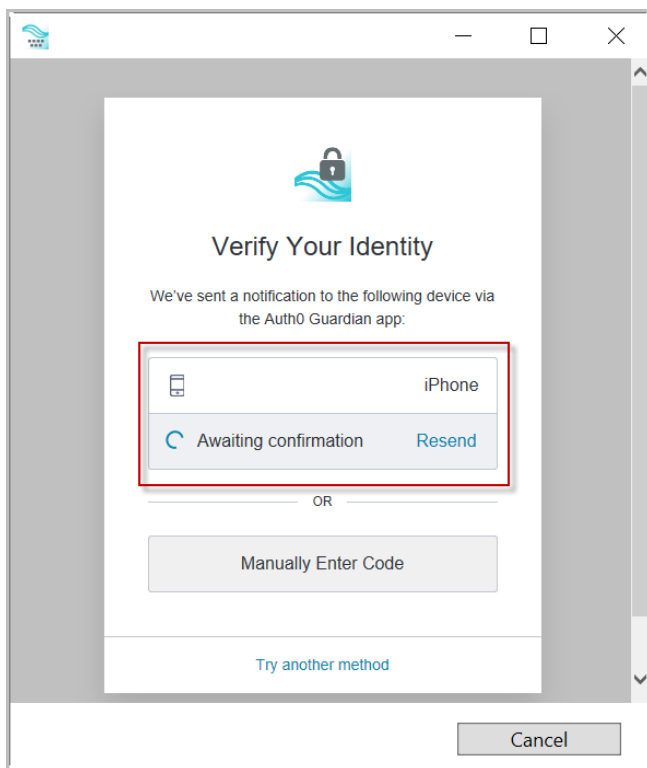 Verify Your Identity
We've sent a notification to the following device via
the Auth0 Guardian app:
iPhone
Awaiting confirmation Resend
OR
Manually Enter Code
Try another method
Cancel